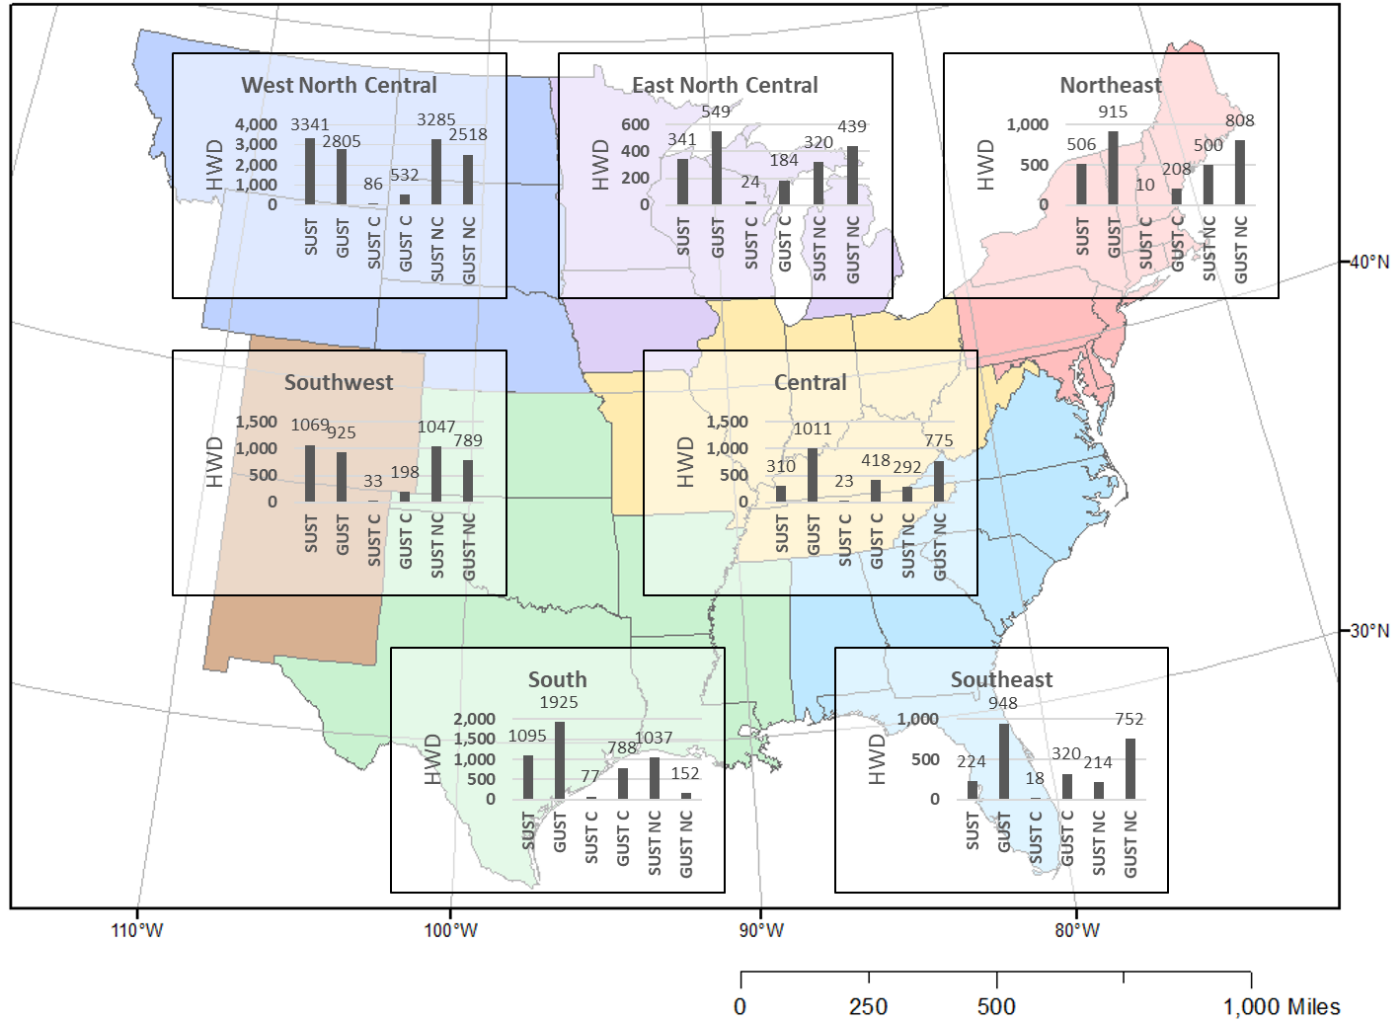 West North Central
HWD
4,000
3,000
2,000
1,000
0
3341
2805
86
532
3285
2518
SUST
GUST
SUST C
GUST C
SUST NC
GUST NC
East North Central
HWD
600
400
200
0
341
549
24
184
320
439
SUST
GUST
SUST C
GUST C
SUST NC
GUST NC
Northeast
HWD
1,000
500
0
506
915
10
208
500
808
SUST
GUST
SUST C
GUST C
SUST NC
GUST NC
40°N
Southwest
HWD
1,500
1,000
500
0
1069
925
33
198
1047
789
SUST
GUST
SUST C
GUST C
SUST NC
GUST NC
Central
HWD
1,500
1,000
500
0
310
1011
23
418
292
775
SUST
GUST
SUST C
GUST C
SUST NC
GUST NC
30°N
South
HWD
2,000
1,500
1,000
500
0
1095
1925
77
788
1037
152
SUST
GUST
SUST C
GUST C
SUST NC
GUST NC
Southeast
HWD
1,000
500
0
224
948
18
320
214
752
SUST
GUST
SUST C
GUST C
SUST NC
GUST NC
110°W
100°W
90°W
80°W
0
250
500
1,000 Miles